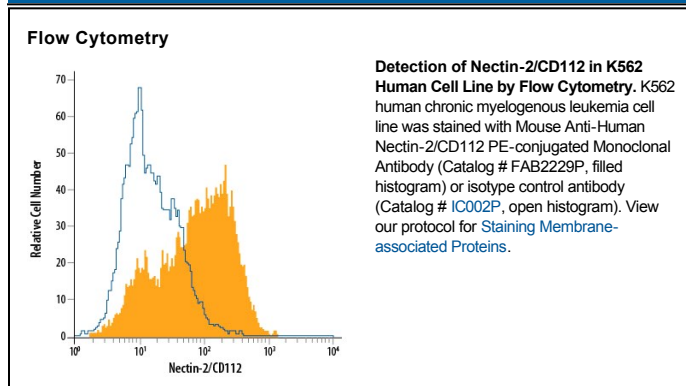 Flow Cytometry
70
60
50
40
30
20
10
0
Relative Cell Number
10⁰ 10¹ 10² 10³ 10⁴
Nectin-2/CD112
Detection of Nectin-2/CD112 in K562
Human Cell Line by Flow Cytometry. K562
human chronic myelogenous leukemia cell
line was stained with Mouse Anti-Human
Nectin-2/CD112 PE-conjugated Monoclonal
Antibody (Catalog # FAB2229P, filled
histogram) or isotype control antibody
(Catalog # IC002P, open histogram). View
our protocol for Staining Membrane-
associated Proteins.